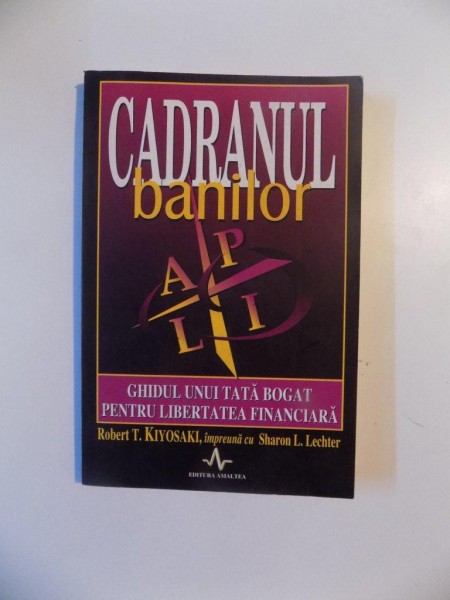 CADRANUL
banilor
A P
L I
GHIDUL UNUI TATĂ BOGAT
PENTRU LIBERTATEA FINANCIARĂ
Robert T. KIYOSAKI, împreună cu Sharon L. Lechter
EDITURA AMALTEA